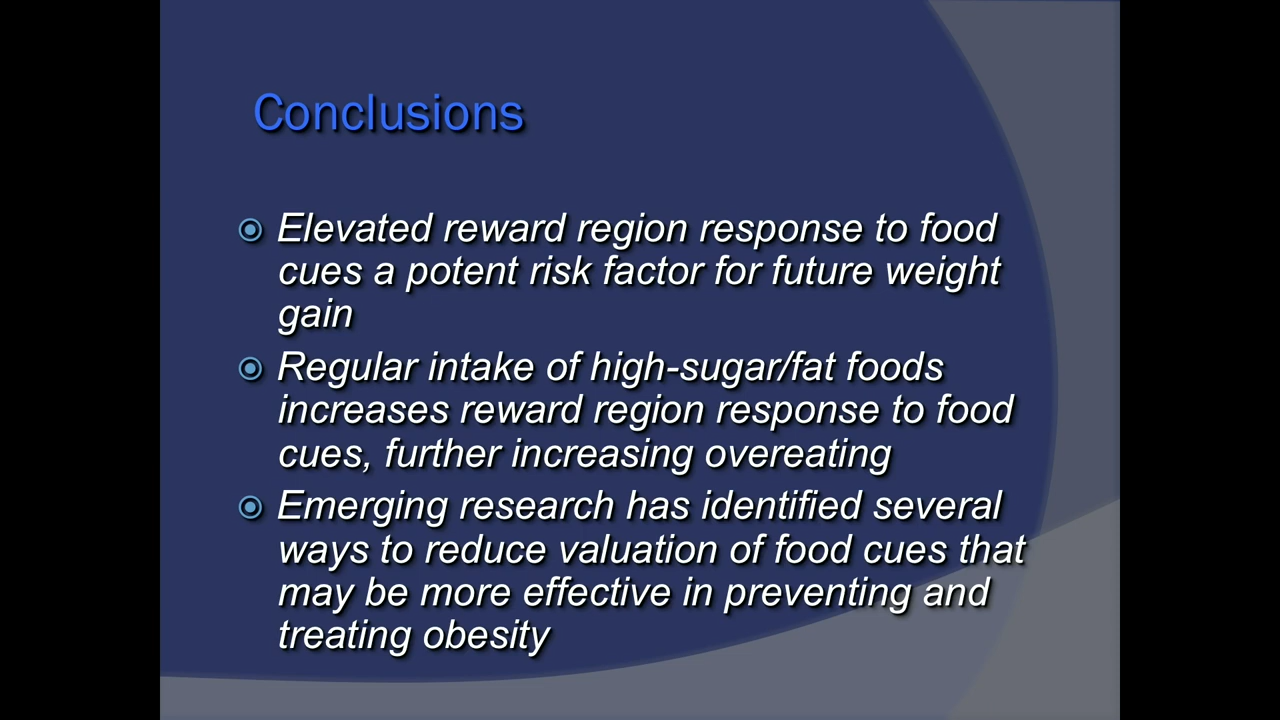 Conclusions
Elevated reward region response to food
cues a potent risk factor for future weight
gain
Regular intake of high-sugar/fat foods
increases reward region response to food
cues, further increasing overeating
Emerging research has identified several
ways to reduce valuation of food cues that
may be more effective in preventing and
treating obesity